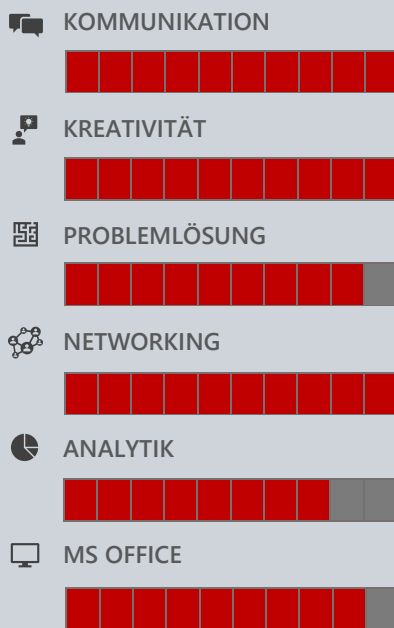 KOMMUNIKATION
KREATIVITÄT
PROBLEMLÖSUNG
NETWORKING
ANALYTIK
MS OFFICE